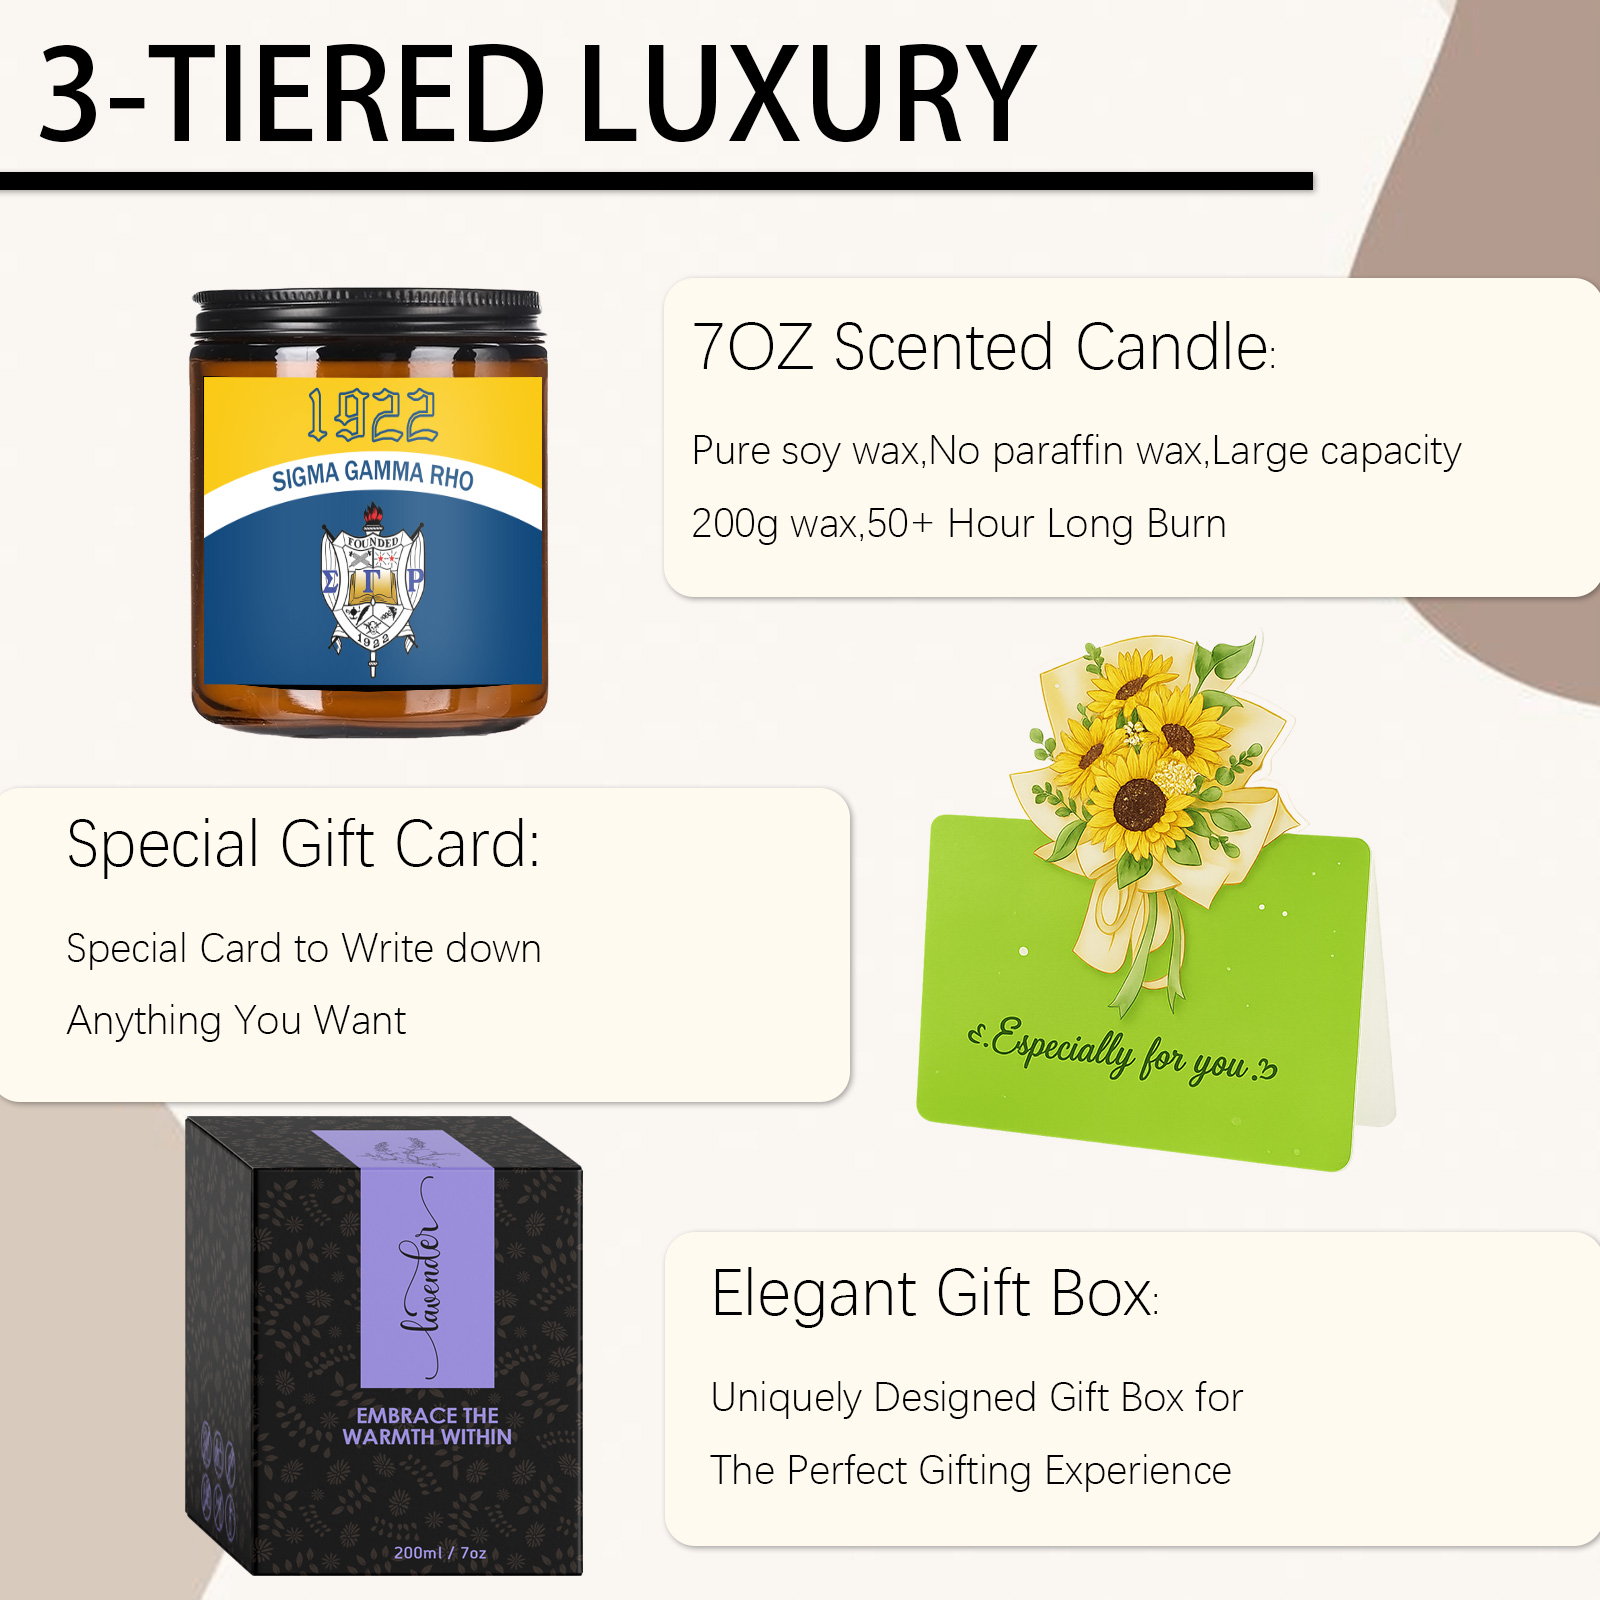 3-TIERED LUXURY
1922
SIGMA GAMMA RHO
FOUNDED
Σ Γ Ρ
1922
7OZ Scented Candle:
Pure soy wax,No paraffin wax,Large capacity
200g wax,50+ Hour Long Burn
Special Gift Card:
Special Card to Write down
Anything You Want
Especially for you
lavender
EMBRACE THE
WARMTH WITHIN
200ml / 7oz
Elegant Gift Box:
Uniquely Designed Gift Box for
The Perfect Gifting Experience